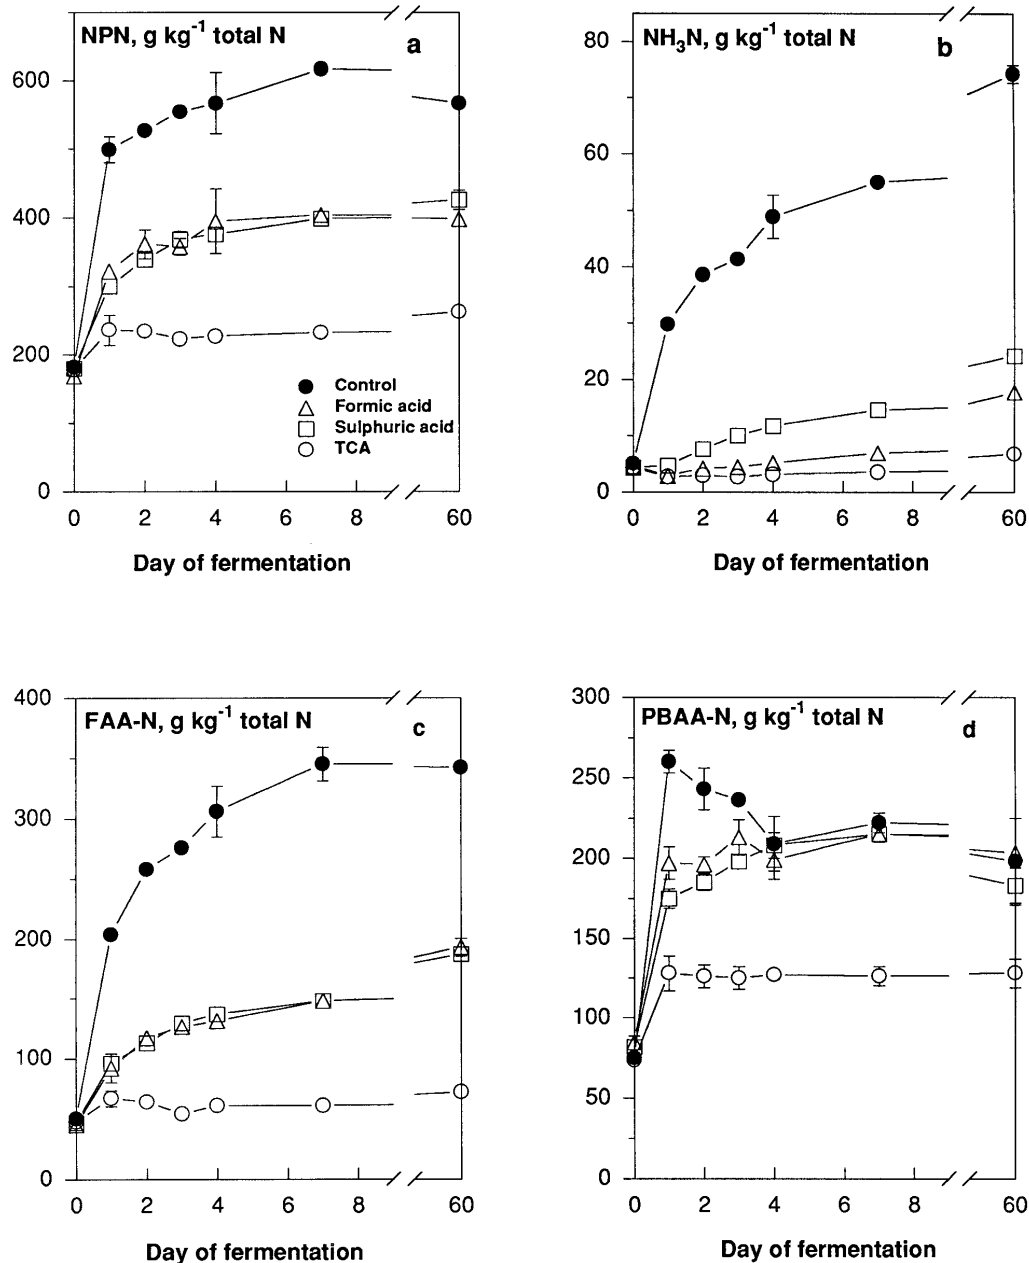 NPN, g kg⁻¹ total N
a
600
400
200
0
Control
Formic acid
Sulphuric acid
TCA
0 2 4 6 8 60
Day of fermentation
NH₃N, g kg⁻¹ total N
b
80
60
40
20
0
0 2 4 6 8 60
Day of fermentation
400
FAA-N, g kg⁻¹ total N
c
300
200
100
0
0 2 4 6 8 60
Day of fermentation
300
PBAA-N, g kg⁻¹ total N
d
250
200
150
100
50
0
0 2 4 6 8 60
Day of fermentation